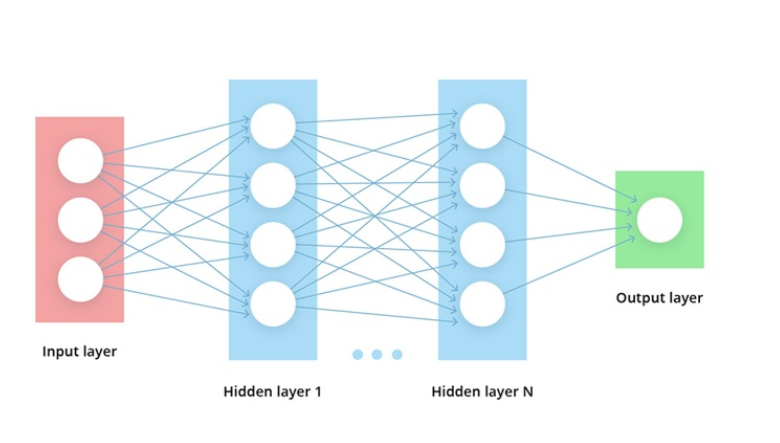 Input layer
Hidden layer 1
Hidden layer N
Output layer